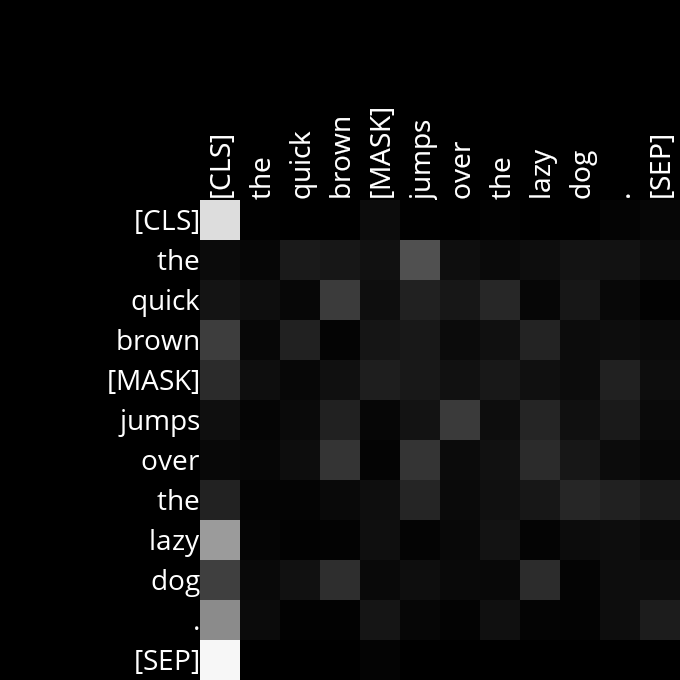 [CLS] the quick brown [MASK] jumps over the lazy dog . [SEP]
[CLS]
the
quick
brown
[MASK]
jumps
over
the
lazy
dog
.
[SEP]